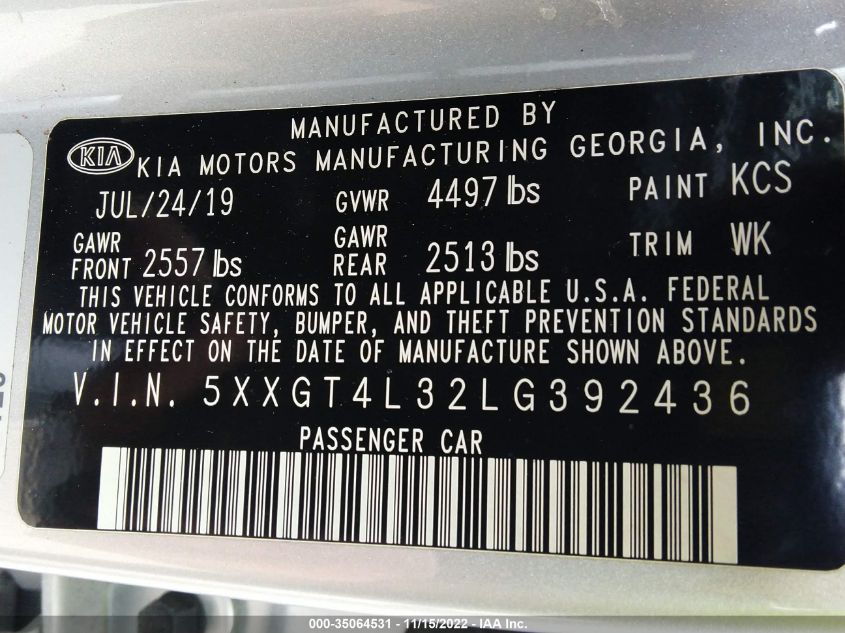 MANUFACTURED BY
KIA KIA MOTORS MANUFACTURING GEORGIA, INC.
JUL/24/19 GVWR 4497 lbs PAINT KCS
GAWR FRONT 2557 lbs GAWR REAR 2513 lbs TRIM WK
THIS VEHICLE CONFORMS TO ALL APPLICABLE U.S.A. FEDERAL
MOTOR VEHICLE SAFETY, BUMPER, AND THEFT PREVENTION STANDARDS
IN EFFECT ON THE DATE OF MANUFACTURE SHOWN ABOVE.
V.I.N. 5XXGT4L32LG392436
PASSENGER CAR
000-35064531 - 11/15/2022 - IAA Inc.